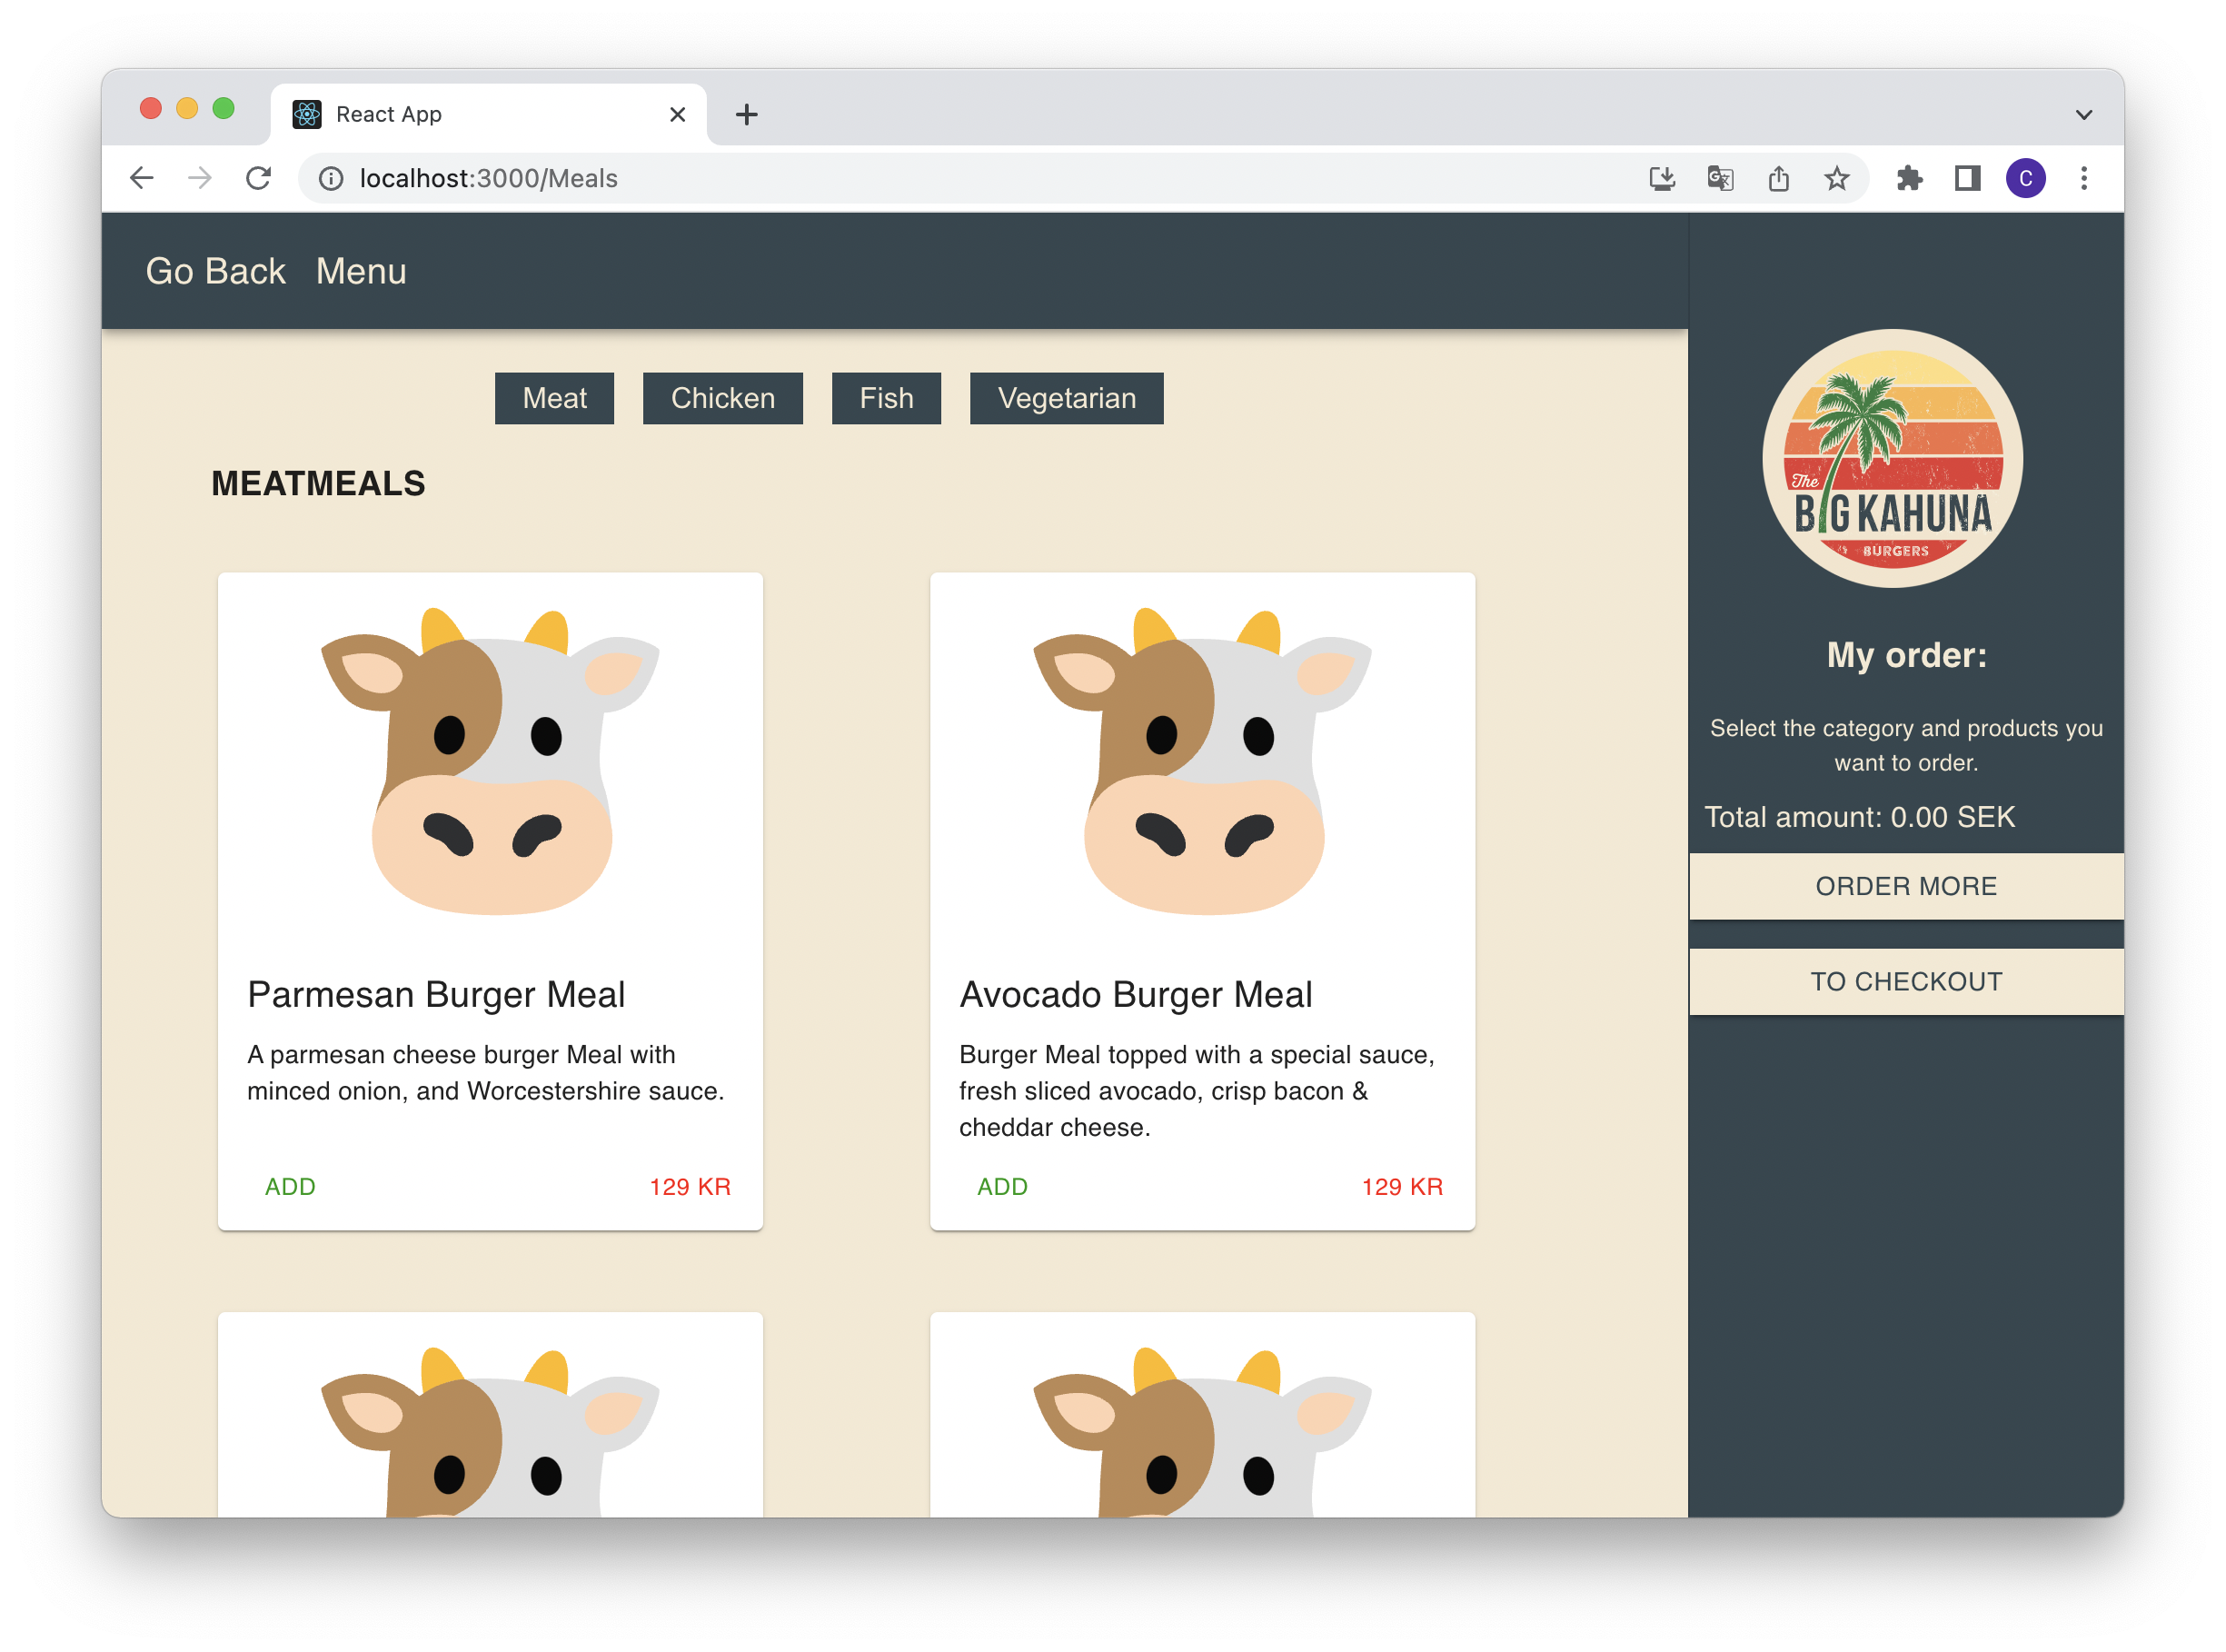 React App
localhost:3000/Meals
C
Go Back Menu
Meat Chicken Fish Vegetarian
MEATMEALS
Parmesan Burger Meal
A parmesan cheese burger Meal with
minced onion, and Worcestershire sauce.
ADD 129 KR
Avocado Burger Meal
Burger Meal topped with a special sauce,
fresh sliced avocado, crisp bacon &
cheddar cheese.
ADD 129 KR
The
BIG KAHUNA
BURGERS
My order:
Select the category and products you
want to order.
Total amount: 0.00 SEK
ORDER MORE
TO CHECKOUT